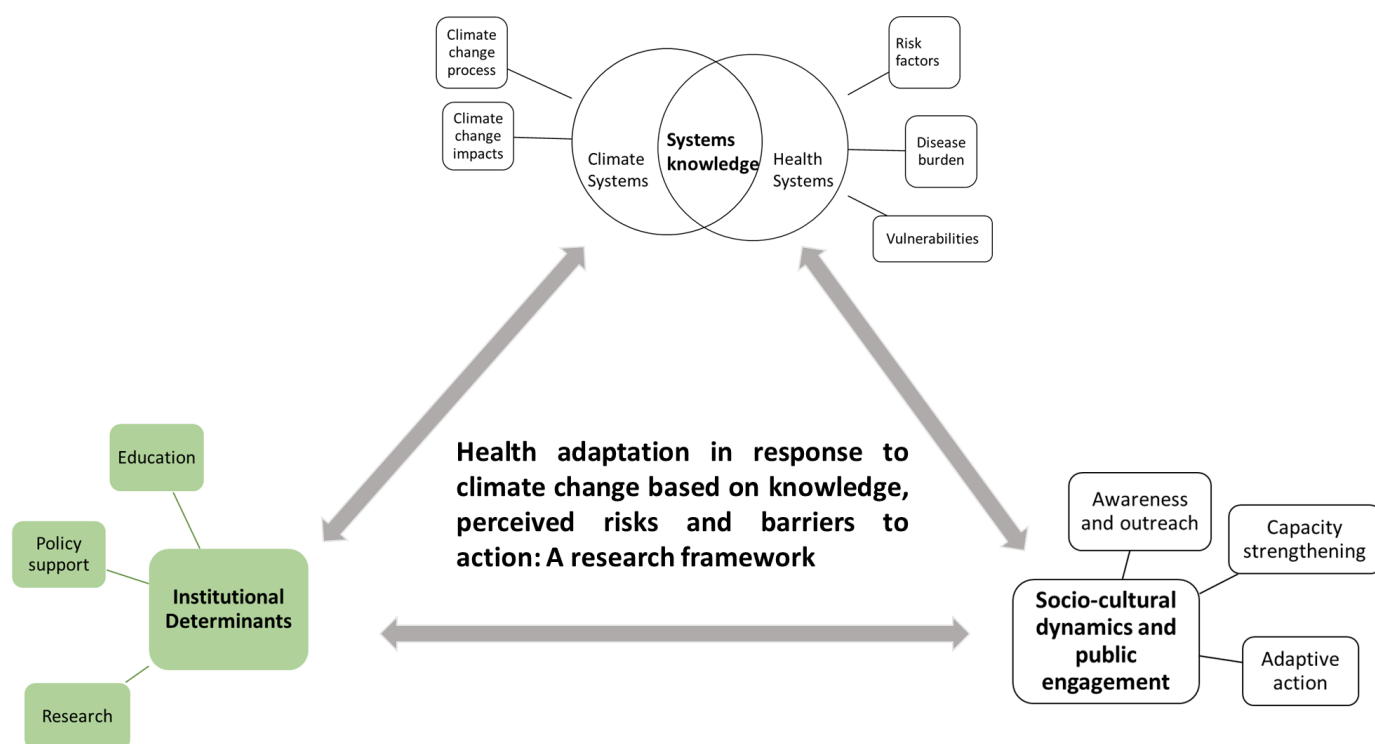 Climate
change
process
Climate
change
impacts
Climate
Systems
Systems
knowledge
Health
Systems
Risk
factors
Disease
burden
Vulnerabilities
Health adaptation in response to
climate change based on knowledge,
perceived risks and barriers to
action: A research framework
Education
Policy
support
Institutional
Determinants
Research
Awareness
and outreach
Capacity
strengthening
Socio-cultural
dynamics and
public
engagement
Adaptive
action